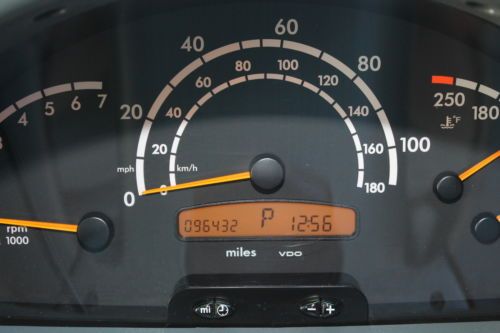 60
40 80
60 80 100 120
4 5 6 7
20 40 140 100
250 180
°F
mph 20 km/h 160
0 0 180
rpm
1000
096432 P 12:56
miles VDO
mi - +